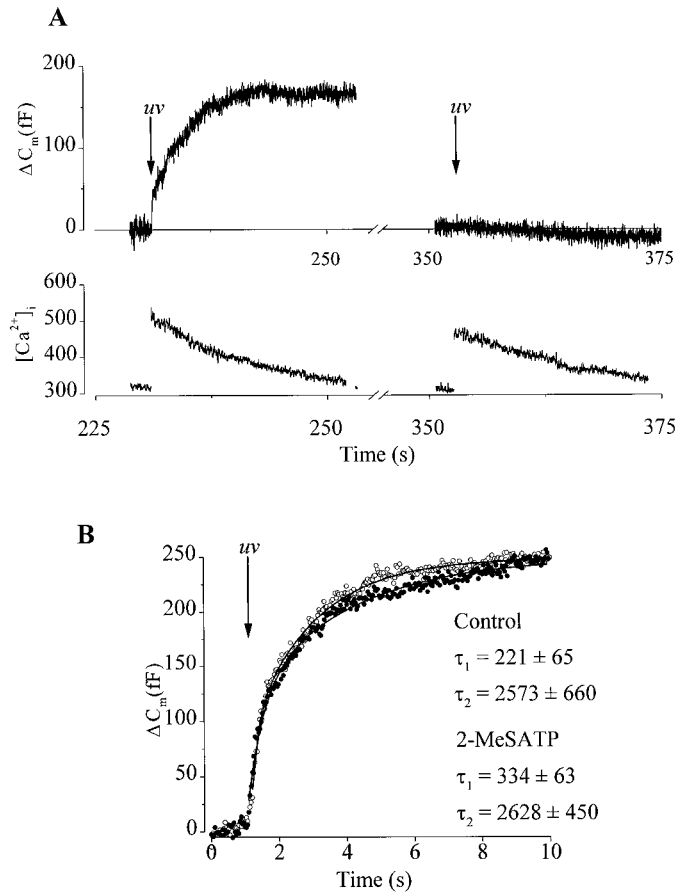 A
200
100
0
ΔCm(fF)
uv
uv
250
350
375
600
500
400
300
[Ca2+]i
225
250
350
375
Time (s)
B
250
200
150
100
50
0
ΔCm(fF)
uv
Control
τ1 = 221 ± 65
τ2 = 2573 ± 660
2-MeSATP
τ1 = 334 ± 63
τ2 = 2628 ± 450
0
2
4
6
8
10
Time (s)